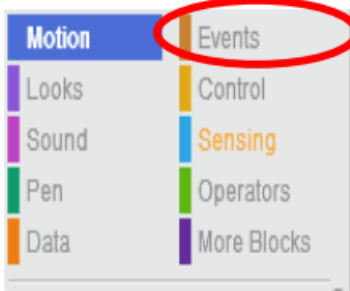 Motion Events
Looks Control
Sound Sensing
Pen Operators
Data More Blocks